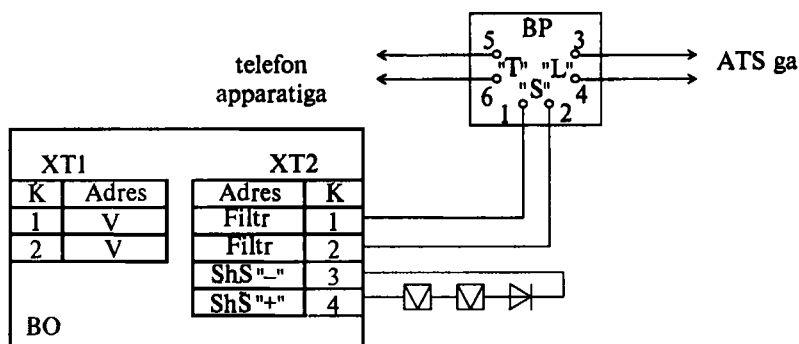 BP
5 3
telefon "T" "L" ATS ga
apparatiga 6 "S" 4
1 2
XT1 XT2
K Adres Adres K
1 V Filtr 1
2 V Filtr 2
ShS "–" 3
ShS "+" 4
BO